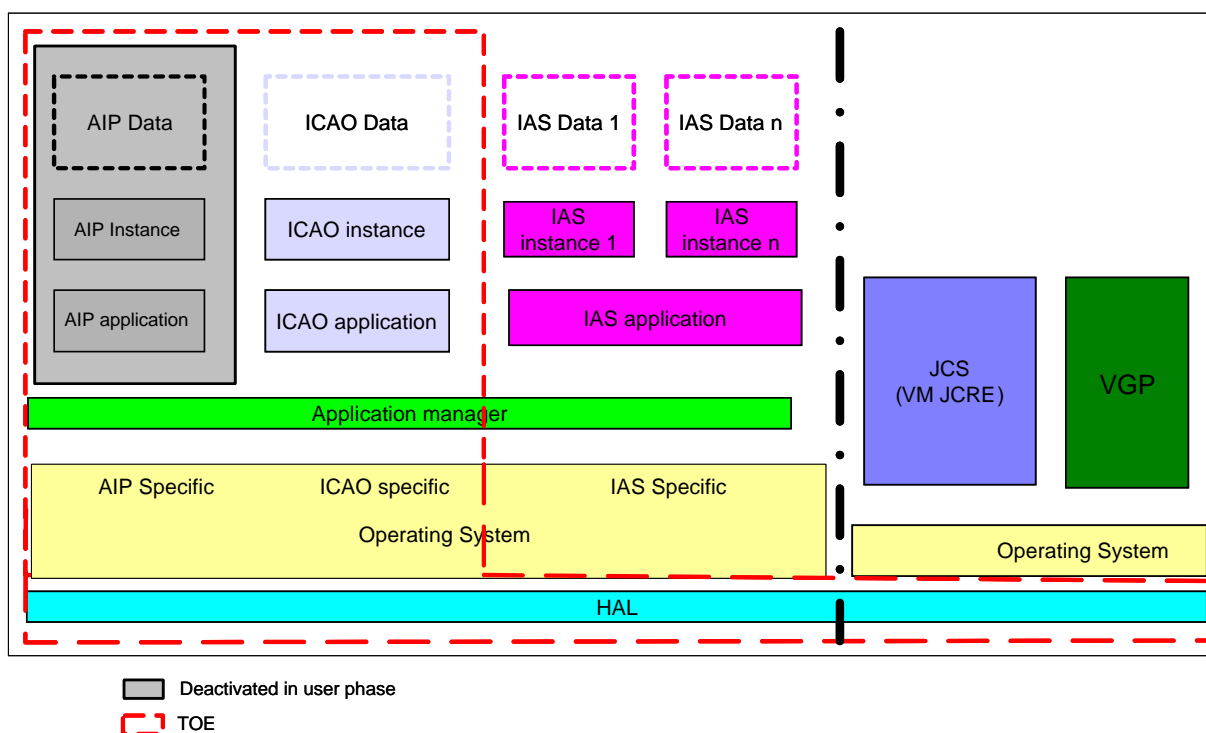 AIP Data
ICAO Data
IAS Data 1
IAS Data n
AIP Instance
ICAO instance
IAS
instance 1
IAS
instance n
AIP application
ICAO application
IAS application
JCS
(VM JCRE)
VGP
Application manager
AIP Specific
ICAO specific
IAS Specific
Operating System
Operating System
HAL
Deactivated in user phase
TOE